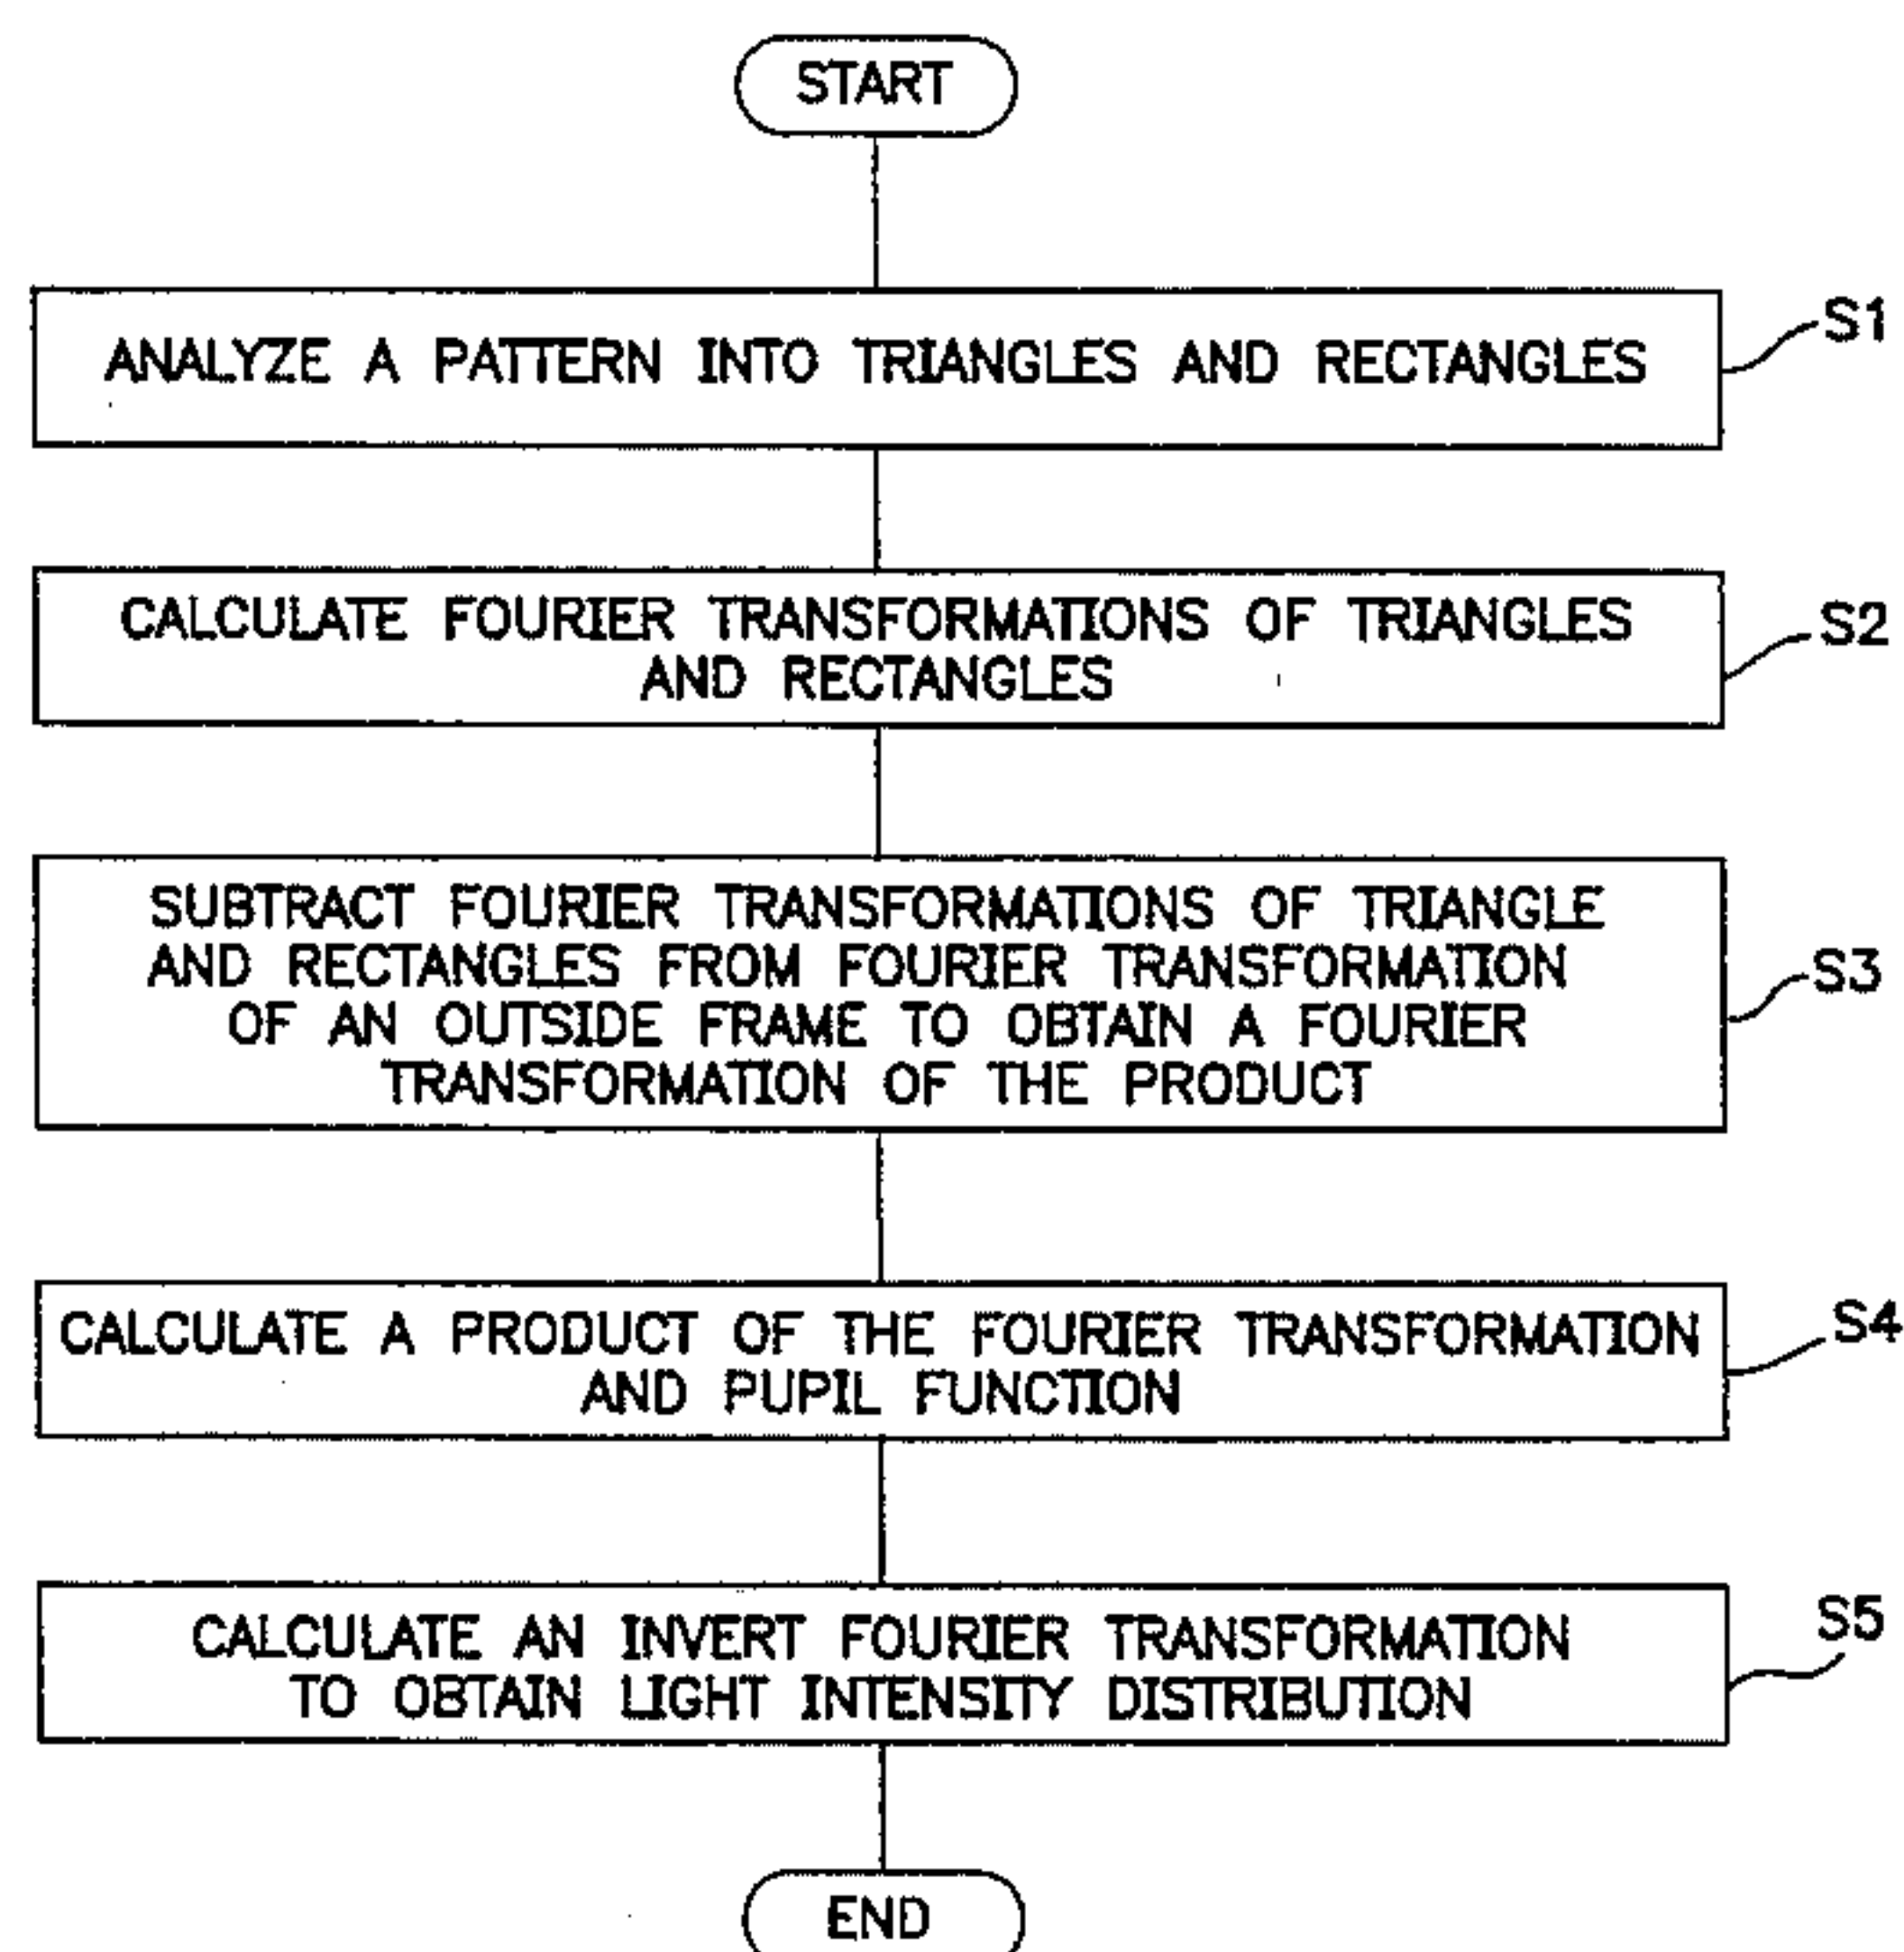 START
ANALYZE A PATTERN INTO TRIANGLES AND RECTANGLES
S1
CALCULATE FOURIER TRANSFORMATIONS OF TRIANGLES
AND RECTANGLES
S2
SUBTRACT FOURIER TRANSFORMATIONS OF TRIANGLE
AND RECTANGLES FROM FOURIER TRANSFORMATION
OF AN OUTSIDE FRAME TO OBTAIN A FOURIER
TRANSFORMATION OF THE PRODUCT
S3
CALCULATE A PRODUCT OF THE FOURIER TRANSFORMATION
AND PUPIL FUNCTION
S4
CALCULATE AN INVERT FOURIER TRANSFORMATION
TO OBTAIN LIGHT INTENSITY DISTRIBUTION
S5
END